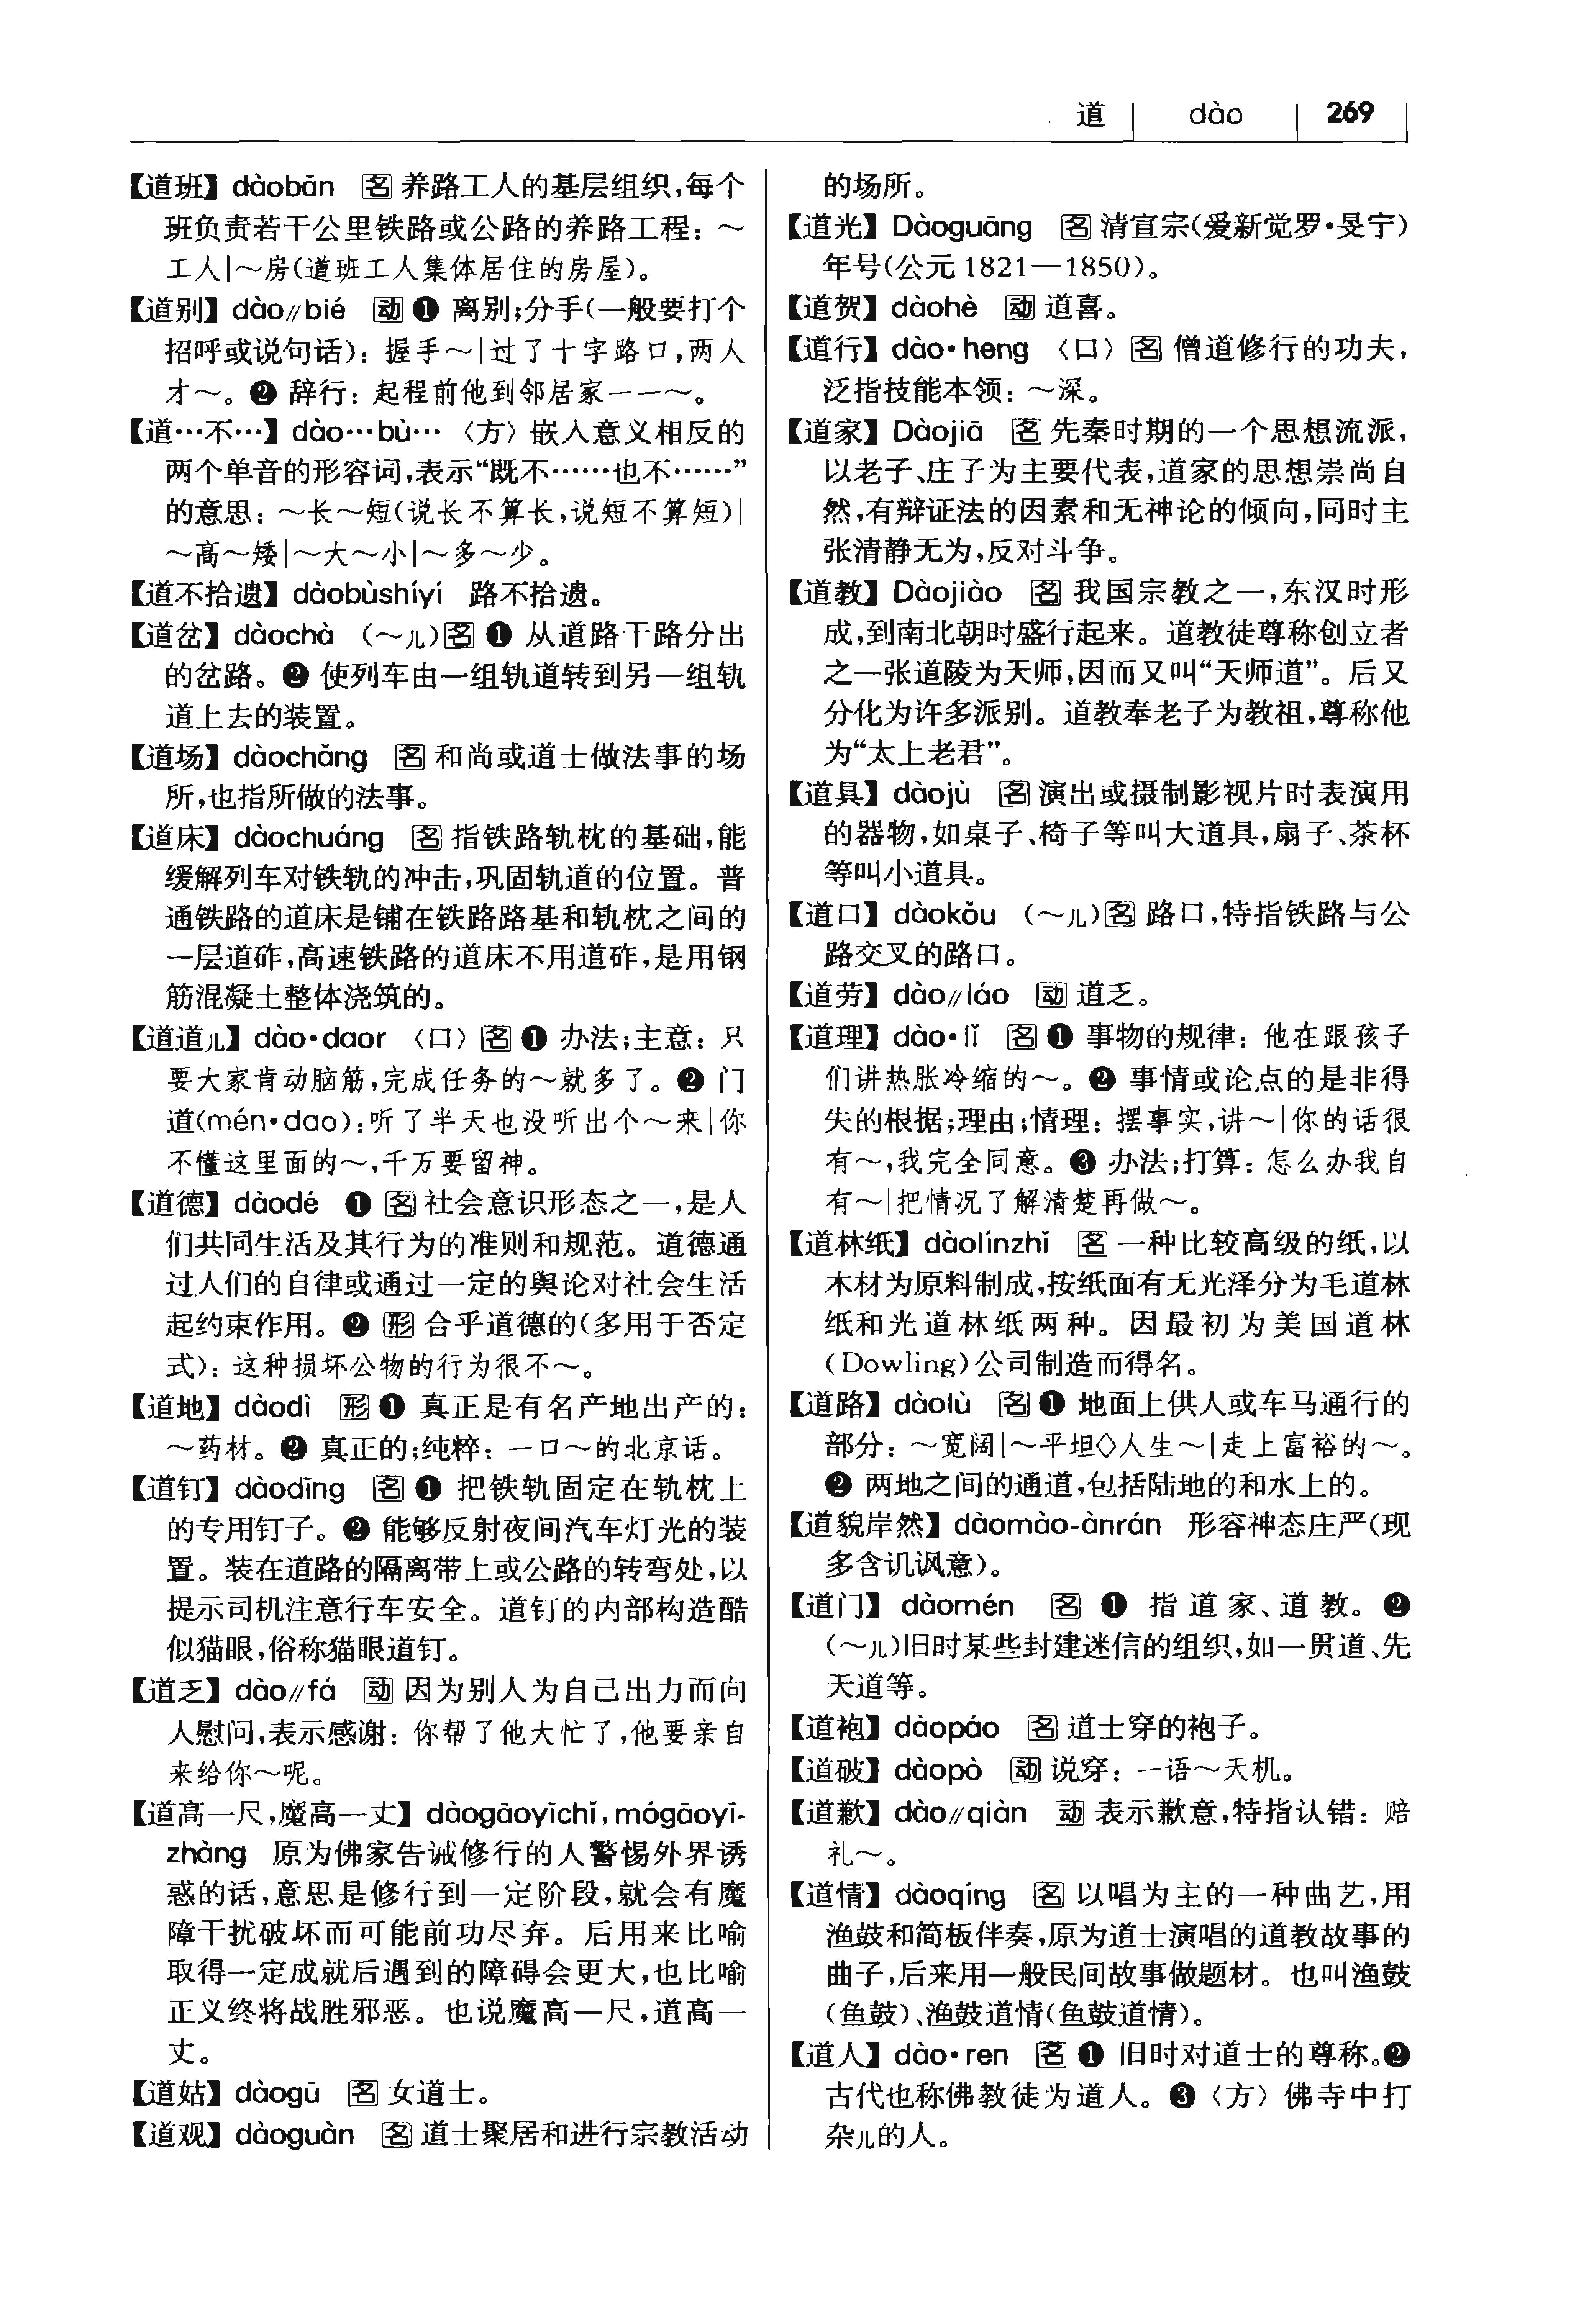 道 dào 269
【道班】dàobān 名 养路工人的基层组织,每个
班负责若干公里铁路或公路的养路工程:~
工人|~房(道班工人集体居住的房屋)。
【道别】dào∥bié 动 ❶ 离别;分手(一般要打个
招呼或说句话):握手~|过了十字路口,两人
才~。❷ 辞行:起程前他到邻居家一一~。
【道…不…】dào…bù… 〈方〉嵌入意义相反的
两个单音的形容词,表示“既不……也不……”
的意思:~长~短(说长不算长,说短不算短)|
~高~矮|~大~小|~多~少。
【道不拾遗】dàobùshíyí 路不拾遗。
【道岔】dàochà (~儿)名 ❶ 从道路干路分出
的岔路。❷ 使列车由一组轨道转到另一组轨
道上去的装置。
【道场】dàochǎng 名 和尚或道士做法事的场
所,也指所做的法事。
【道床】dàochuáng 名 指铁路轨枕的基础,能
缓解列车对铁轨的冲击,巩固轨道的位置。普
通铁路的道床是铺在铁路路基和轨枕之间的
一层道砟,高速铁路的道床不用道砟,是用钢
筋混凝土整体浇筑的。
【道道儿】dào·daor 〈口〉名 ❶ 办法;主意:只
要大家肯动脑筋,完成任务的~就多了。❷ 门
道(mén·dao):听了半天也没听出个~来|你
不懂这里面的~,千万要留神。
【道德】dàodé ❶ 名 社会意识形态之一,是人
们共同生活及其行为的准则和规范。道德通
过人们的自律或通过一定的舆论对社会生活
起约束作用。❷ 形 合乎道德的(多用于否定
式):这种损坏公物的行为很不~。
【道地】dàodì 形 ❶ 真正是有名产地出产的:
~药材。❷ 真正的;纯粹:一口~的北京话。
【道钉】dàodīng 名 ❶ 把铁轨固定在轨枕上
的专用钉子。❷ 能够反射夜间汽车灯光的装
置。装在道路的隔离带上或公路的转弯处,以
提示司机注意行车安全。道钉的内部构造酷
似猫眼,俗称猫眼道钉。
【道乏】dào∥fá 动 因为别人为自己出力而向
人慰问,表示感谢:你帮了他大忙了,他要亲自
来给你~呢。
【道高一尺,魔高一丈】dàogāoyīchǐ,mógāoyī-
zhàng 原为佛家告诫修行的人警惕外界诱
惑的话,意思是修行到一定阶段,就会有魔
障干扰破坏而可能前功尽弃。后用来比喻
取得一定成就后遇到的障碍会更大,也比喻
正义终将战胜邪恶。也说魔高一尺,道高一
丈。
【道姑】dàogū 名 女道士。
【道观】dàoguàn 名 道士聚居和进行宗教活动
的场所。
【道光】Dàoguāng 名 清宣宗(爱新觉罗·旻宁)
年号(公元1821—1850)。
【道贺】dàohè 动 道喜。
【道行】dào·heng 〈口〉名 僧道修行的功夫,
泛指技能本领:~深。
【道家】Dàojiā 名 先秦时期的一个思想流派,
以老子、庄子为主要代表,道家的思想崇尚自
然,有辩证法的因素和无神论的倾向,同时主
张清静无为,反对斗争。
【道教】Dàojiào 名 我国宗教之一,东汉时形
成,到南北朝时盛行起来。道教徒尊称创立者
之一张道陵为天师,因而又叫“天师道”。后又
分化为许多派别。道教奉老子为教祖,尊称他
为“太上老君”。
【道具】dàojù 名 演出或摄制影视片时表演用
的器物,如桌子、椅子等叫大道具,扇子、茶杯
等叫小道具。
【道口】dàokǒu (~儿)名 路口,特指铁路与公
路交叉的路口。
【道劳】dào∥láo 动 道乏。
【道理】dào·lǐ 名 ❶ 事物的规律:他在跟孩子
们讲热胀冷缩的~。❷ 事情或论点的是非得
失的根据;理由;情理:摆事实,讲~|你的话很
有~,我完全同意。❸ 办法;打算:怎么办我自
有~|把情况了解清楚再做~。
【道林纸】dàolínzhǐ 名 一种比较高级的纸,以
木材为原料制成,按纸面有无光泽分为毛道林
纸和光道林纸两种。因最初为美国道林
(Dowling)公司制造而得名。
【道路】dàolù 名 ❶ 地面上供人或车马通行的
部分:~宽阔|~平坦◇人生~|走上富裕的~。
❷ 两地之间的通道,包括陆地的和水上的。
【道貌岸然】dàomào-ànrán 形容神态庄严(现
多含讥讽意)。
【道门】dàomén 名 ❶ 指道家、道教。❷
(~儿)旧时某些封建迷信的组织,如一贯道、先
天道等。
【道袍】dàopáo 名 道士穿的袍子。
【道破】dàopò 动 说穿:一语~天机。
【道歉】dào∥qiàn 动 表示歉意,特指认错:赔
礼~。
【道情】dàoqíng 名 以唱为主的一种曲艺,用
渔鼓和简板伴奏,原为道士演唱的道教故事的
曲子,后来用一般民间故事做题材。也叫渔鼓
(鱼鼓)、渔鼓道情(鱼鼓道情)。
【道人】dào·ren 名 ❶ 旧时对道士的尊称。❷
古代也称佛教徒为道人。❸〈方〉佛寺中打
杂儿的人。